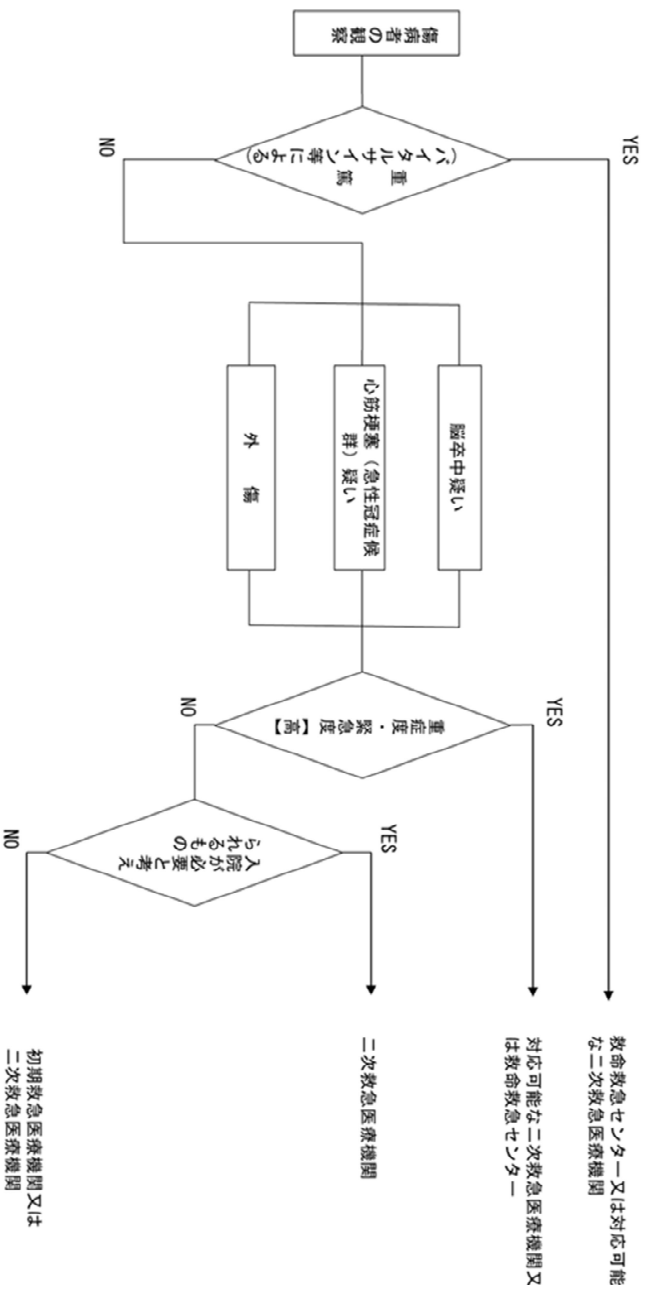 傷病者の観察
YES
NO
重　篤
(バイタルサイン等による)
脳卒中疑い
心筋梗塞（急性冠症候
群）疑い
外　傷
YES
NO
重症度・緊急度【高】
YES
NO
入院が必要と考え
られるもの
救命救急センター又は対応可能
な二次救急医療機関
対応可能な二次救急医療機関又
は救命救急センター
二次救急医療機関
初期救急医療機関又は
二次救急医療機関